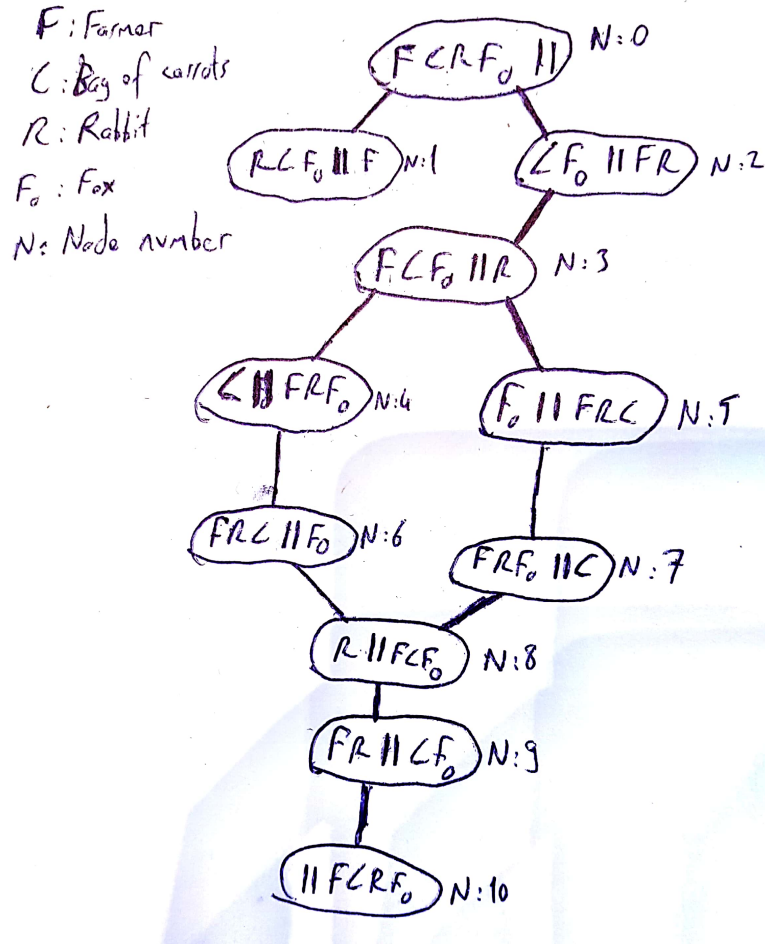 F: Farmer
C: Bag of carrots
R: Rabbit
Fo: Fox
N: Node number
FCRFo || N:0
RCFo || F N:1
CFo || FR N:2
FCFo || R N:3
C || FRFo N:4
Fo || FRC N:5
FRC || Fo N:6
FRFo || C N:7
R || FCFo N:8
FR || CFo N:9
|| FCRFo N:10